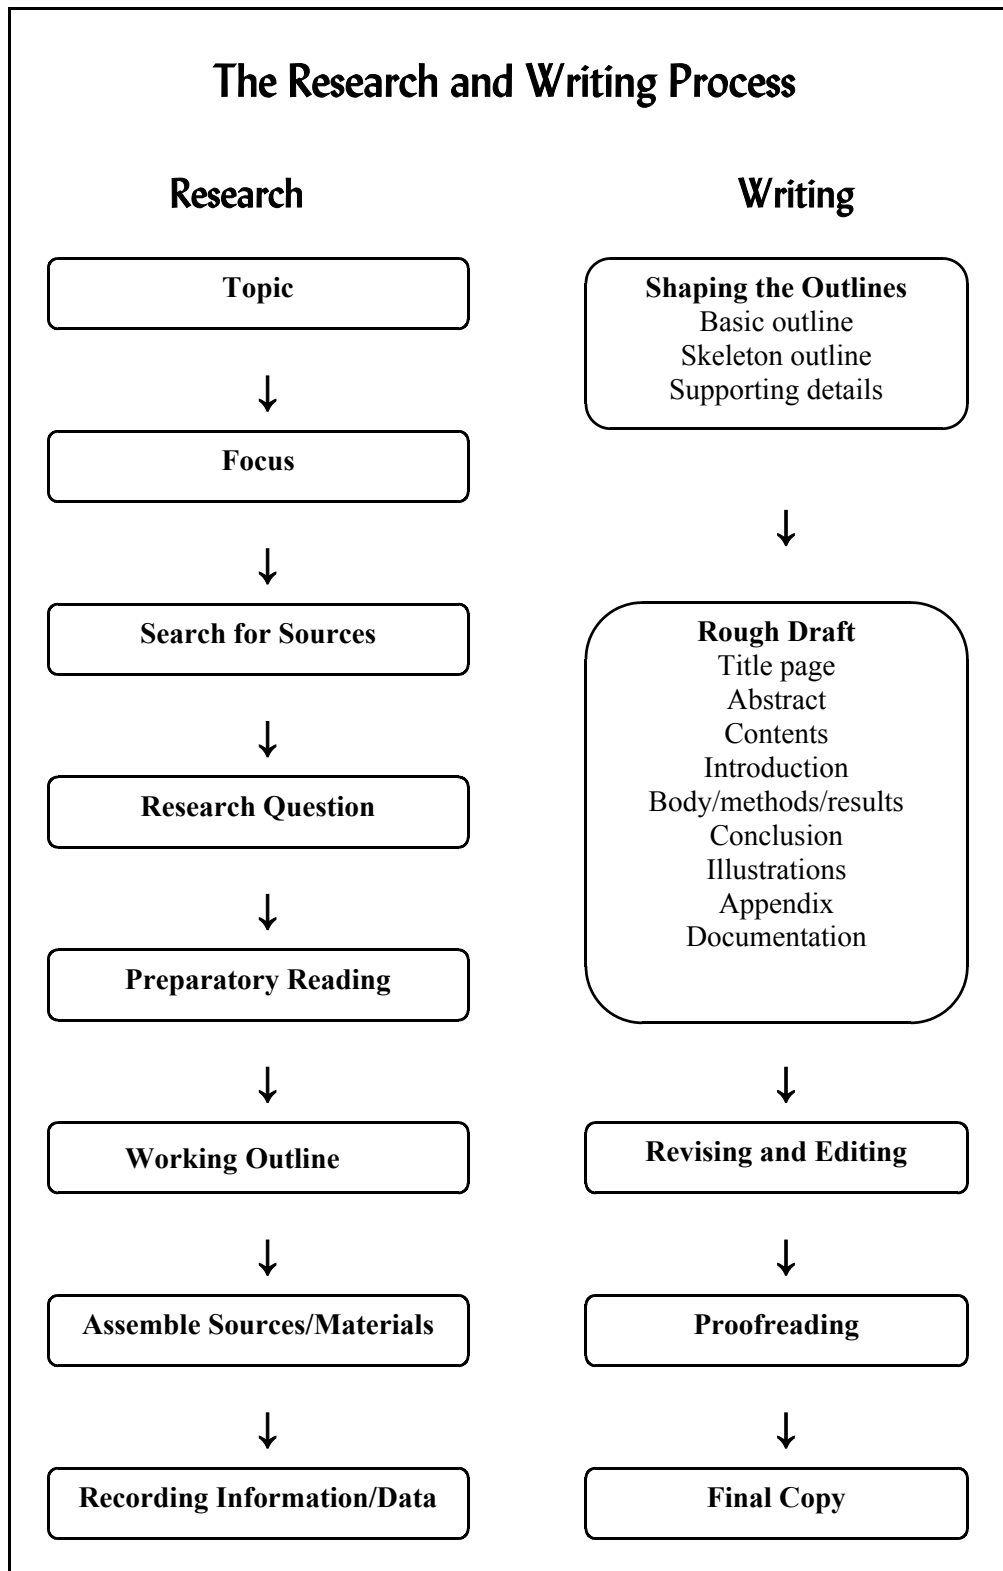 The Research and Writing Process
Research
Topic
↓
Focus
↓
Search for Sources
↓
Research Question
↓
Preparatory Reading
↓
Working Outline
↓
Assemble Sources/Materials
↓
Recording Information/Data
Writing
Shaping the Outlines
Basic outline
Skeleton outline
Supporting details
↓
Rough Draft
Title page
Abstract
Contents
Introduction
Body/methods/results
Conclusion
Illustrations
Appendix
Documentation
↓
Revising and Editing
↓
Proofreading
↓
Final Copy